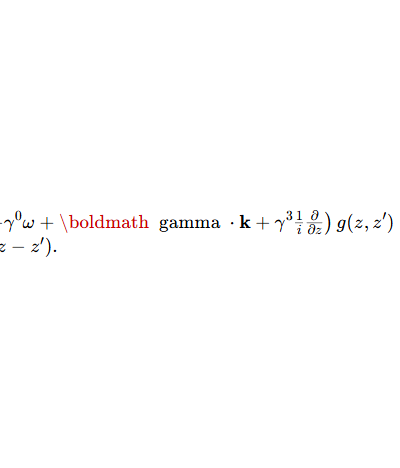 -γ⁰ω + \boldmath gamma · **k** + γ³ 1/i ∂/∂z) g(z, z′)
z − z′).